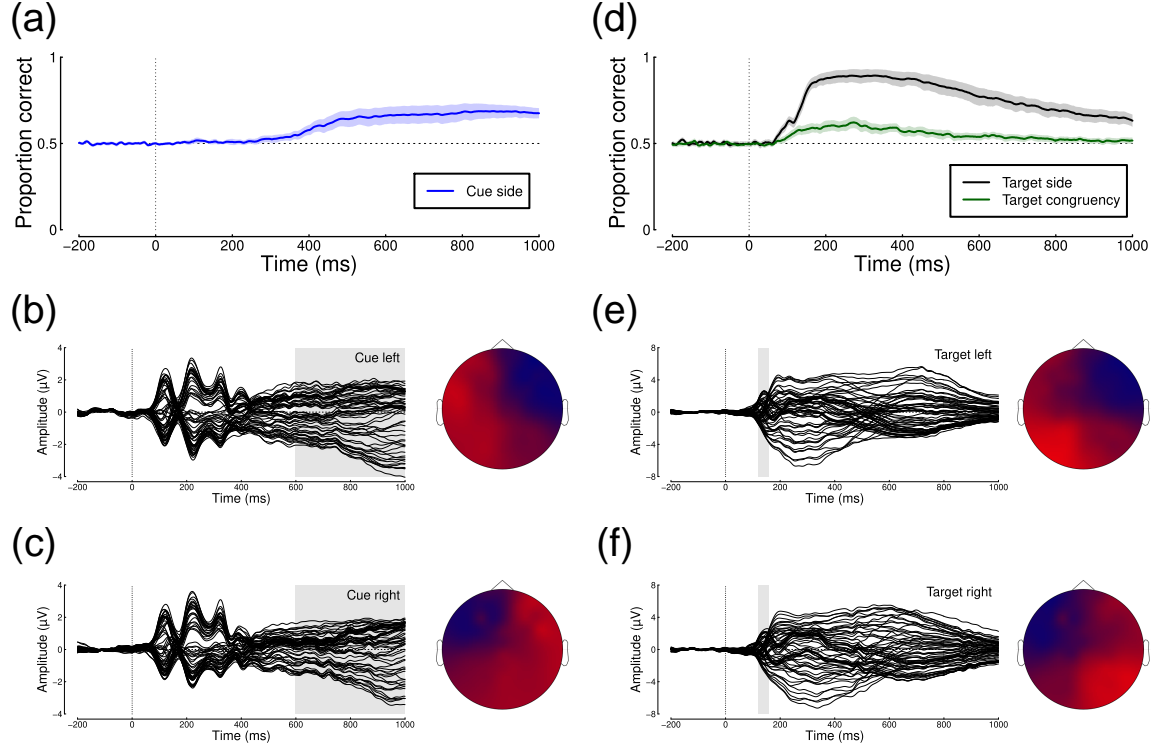 (a)
Proportion correct
1
0.5
0
Cue side
−200 0 200 400 600 800 1000
Time (ms)
(d)
Proportion correct
1
0.5
0
Target side
Target congruency
−200 0 200 400 600 800 1000
Time (ms)
(b)
Amplitude (µV)
4
2
0
−2
−4
Cue left
−200 0 200 400 600 800 1000
Time (ms)
(e)
Amplitude (µV)
8
4
0
−4
−8
Target left
−200 0 200 400 600 800 1000
Time (ms)
(c)
Amplitude (µV)
4
2
0
−2
−4
Cue right
−200 0 200 400 600 800 1000
Time (ms)
(f)
Amplitude (µV)
8
4
0
−4
−8
Target right
−200 0 200 400 600 800 1000
Time (ms)